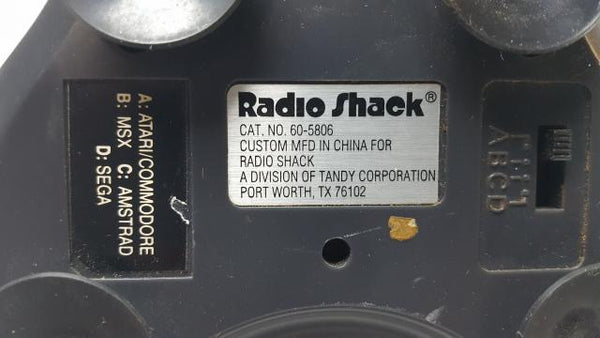 A: ATARI/COMMODORE
B: MSX C: AMSTRAD
D: SEGA
Radio Shack®
CAT. NO. 60-5806
CUSTOM MFD IN CHINA FOR
RADIO SHACK
A DIVISION OF TANDY CORPORATION
PORT WORTH, TX 76102
A B C D